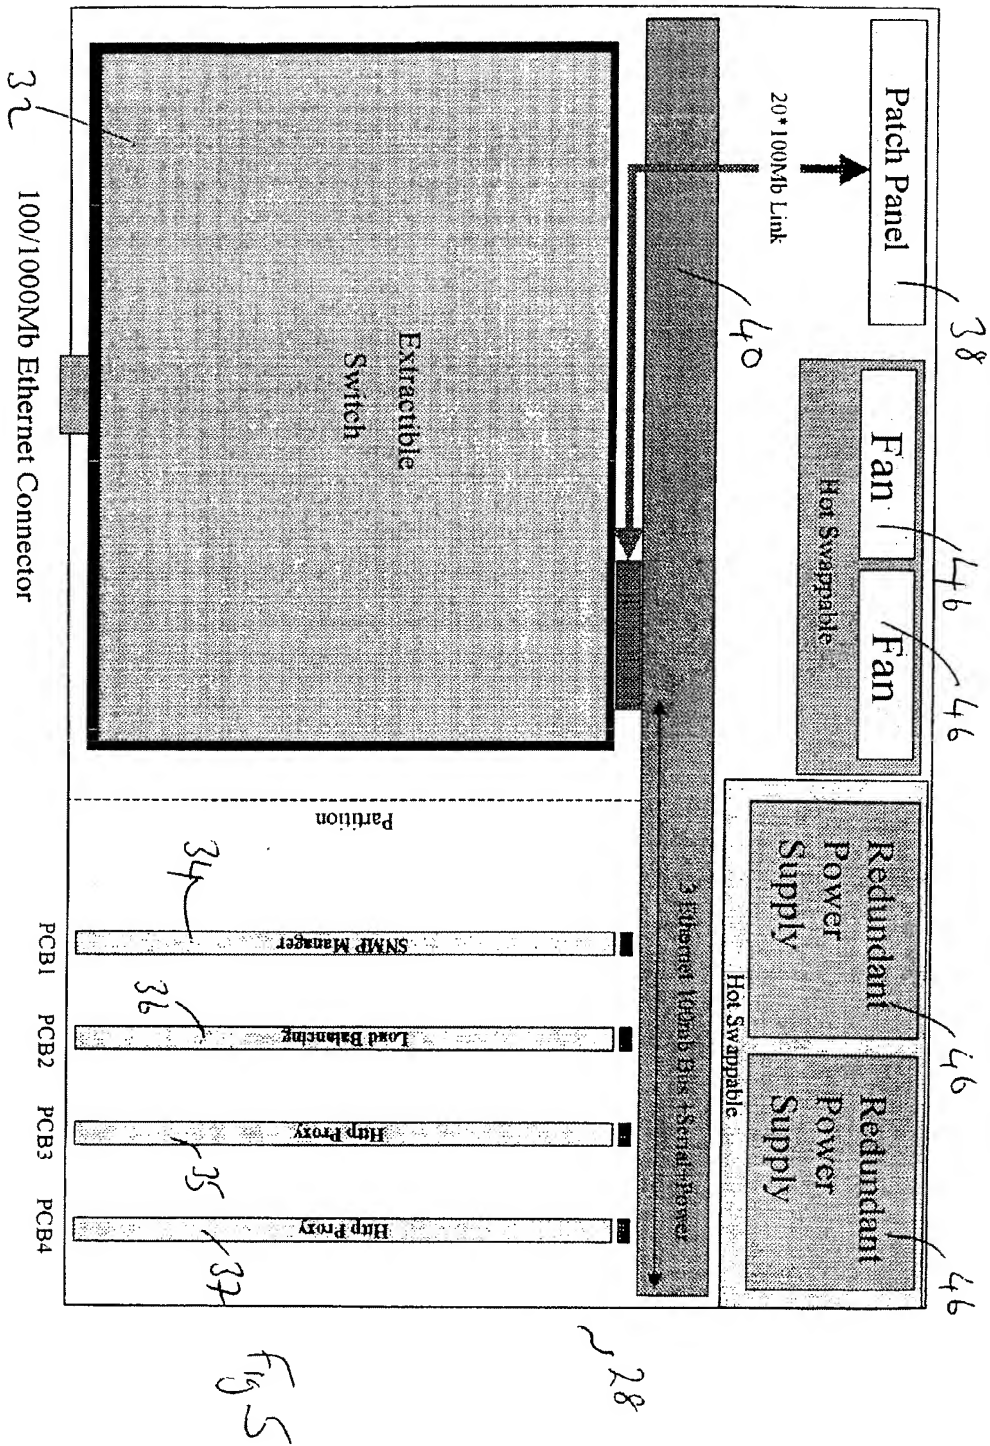 Patch Panel
38
Fan
Fan
46
46
Hot Swappable
Redundant
Power
Supply
46
Redundant
Power
Supply
46
Hot Swappable
20*100Mb Link
40
3 Ethernet 100mb Bus +Serial+Power
28
Extractible
Switch
32
Partition
SNMP Manager
34
Load Balancing
36
Http Proxy
35
Http Proxy
37
PCB1
PCB2
PCB3
PCB4
100/1000Mb Ethernet Connector
Fig 5